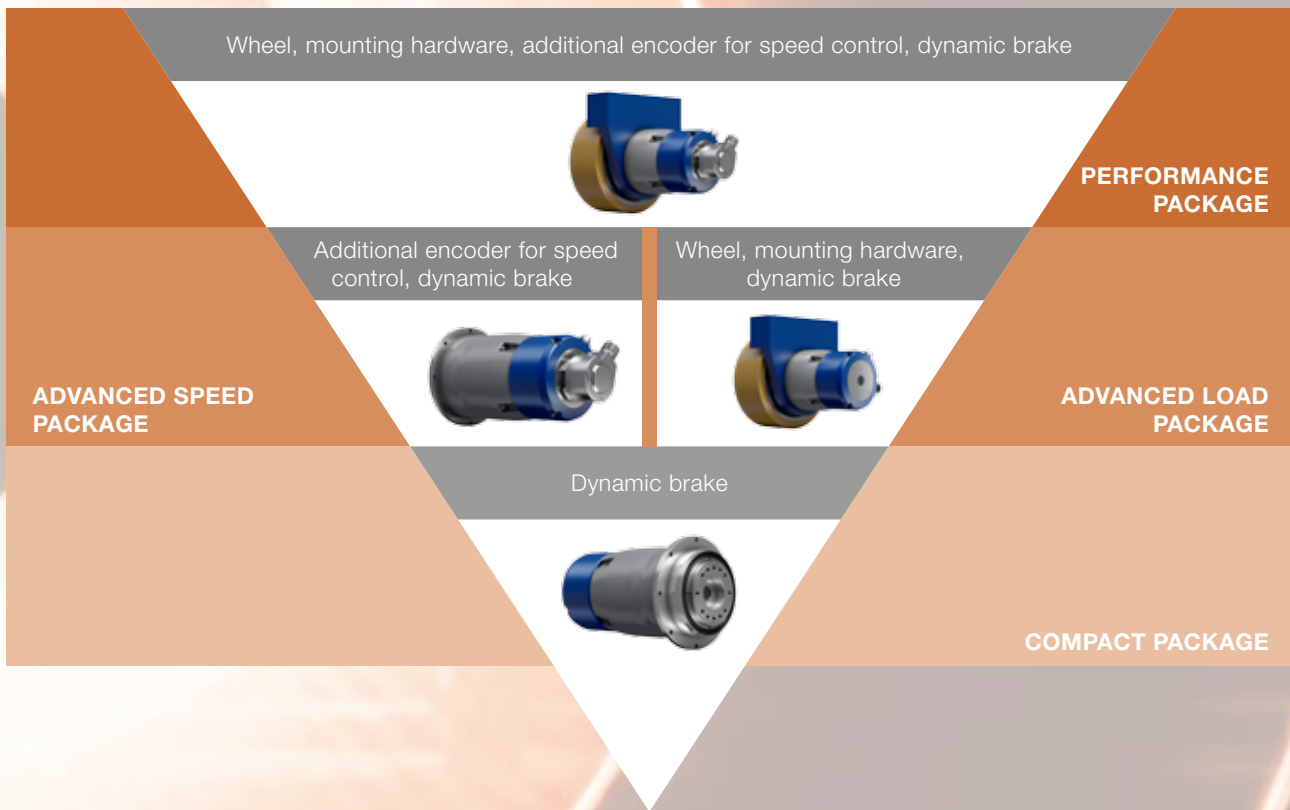 Wheel, mounting hardware, additional encoder for speed control, dynamic brake
PERFORMANCE
PACKAGE
Additional encoder for speed
control, dynamic brake
Wheel, mounting hardware,
dynamic brake
ADVANCED SPEED
PACKAGE
ADVANCED LOAD
PACKAGE
Dynamic brake
COMPACT PACKAGE